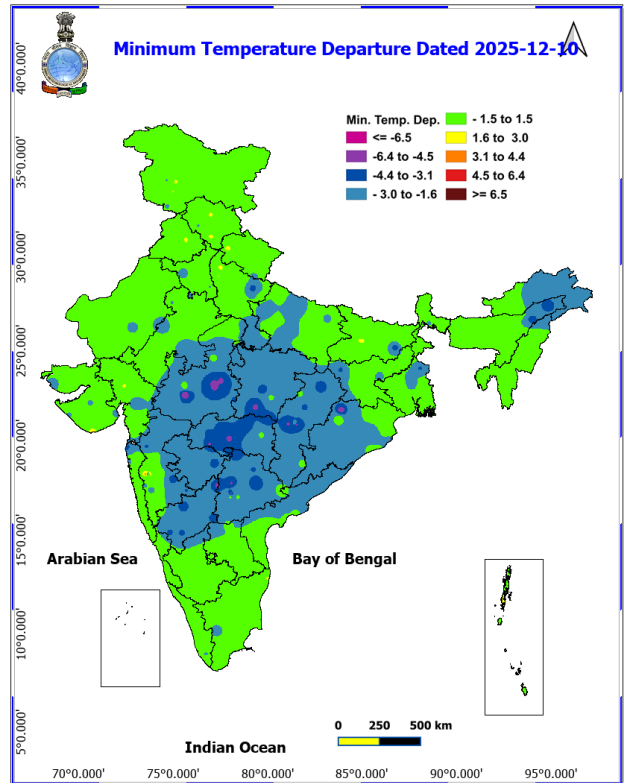 Minimum Temperature Departure Dated 2025-12-10
40°0.000'
35°0.000'
30°0.000'
25°0.000'
20°0.000'
15°0.000'
10°0.000'
5°0.000'
Min. Temp. Dep.
<= -6.5
-6.4 to -4.5
-4.4 to -3.1
- 3.0 to -1.6
- 1.5 to 1.5
1.6 to 3.0
3.1 to 4.4
4.5 to 6.4
>= 6.5
Arabian Sea
Bay of Bengal
Indian Ocean
0 250 500 km
70°0.000' 75°0.000' 80°0.000' 85°0.000' 90°0.000' 95°0.000'